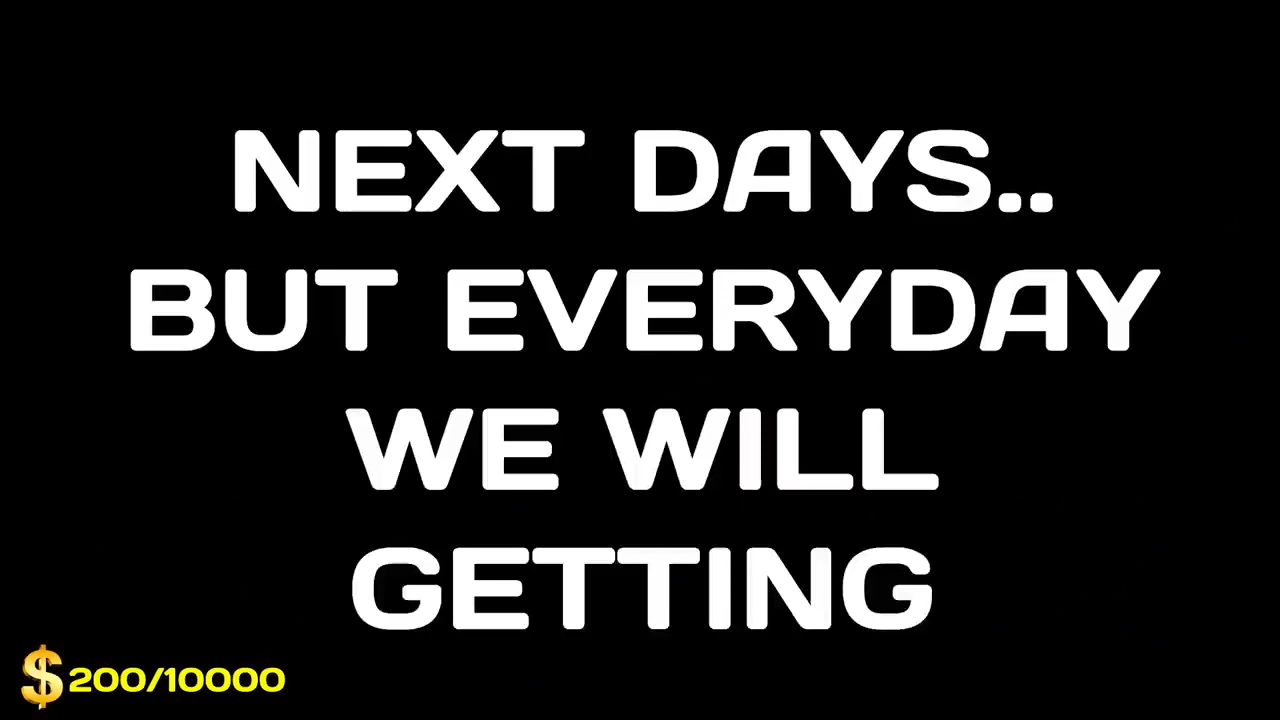 NEXT DAYS..
BUT EVERYDAY
WE WILL
GETTING
$200/10000